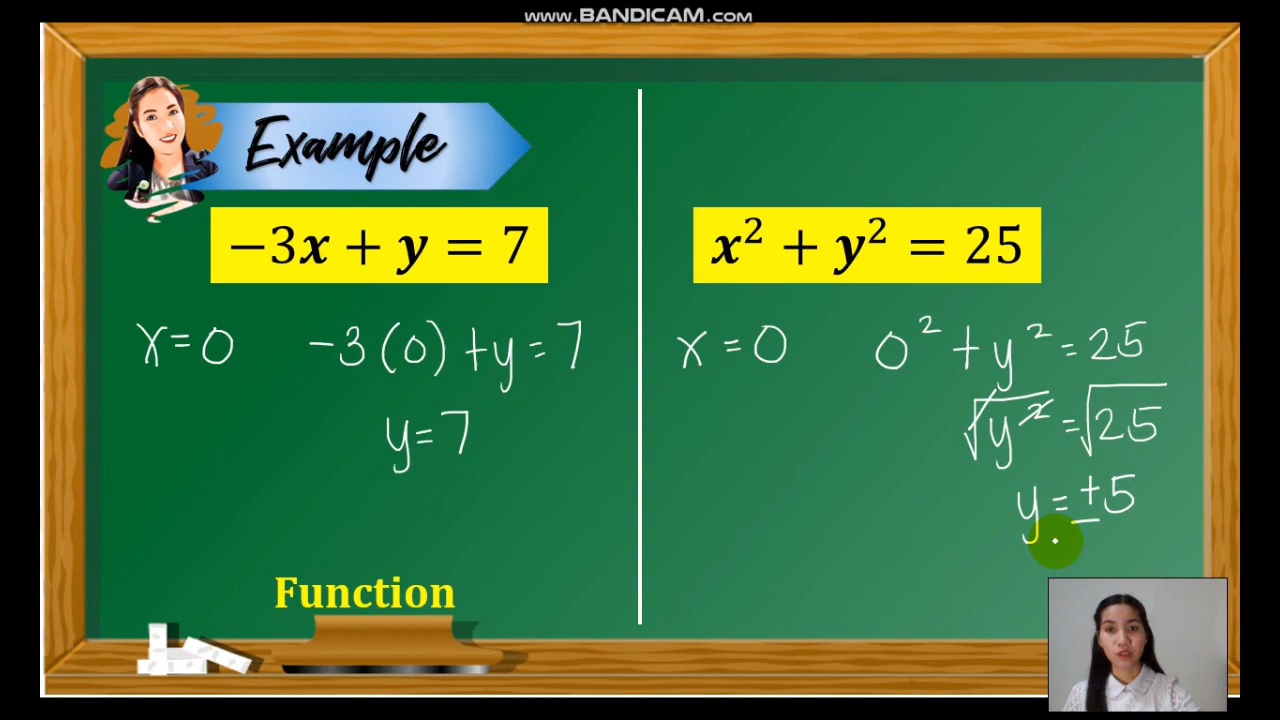 www.BANDICAM.com
Example
−3x + y = 7
x=0 -3(0)+y=7
y=7
Function
x² + y² = 25
x=0 0²+y²=25
√y²=√25
y=±5